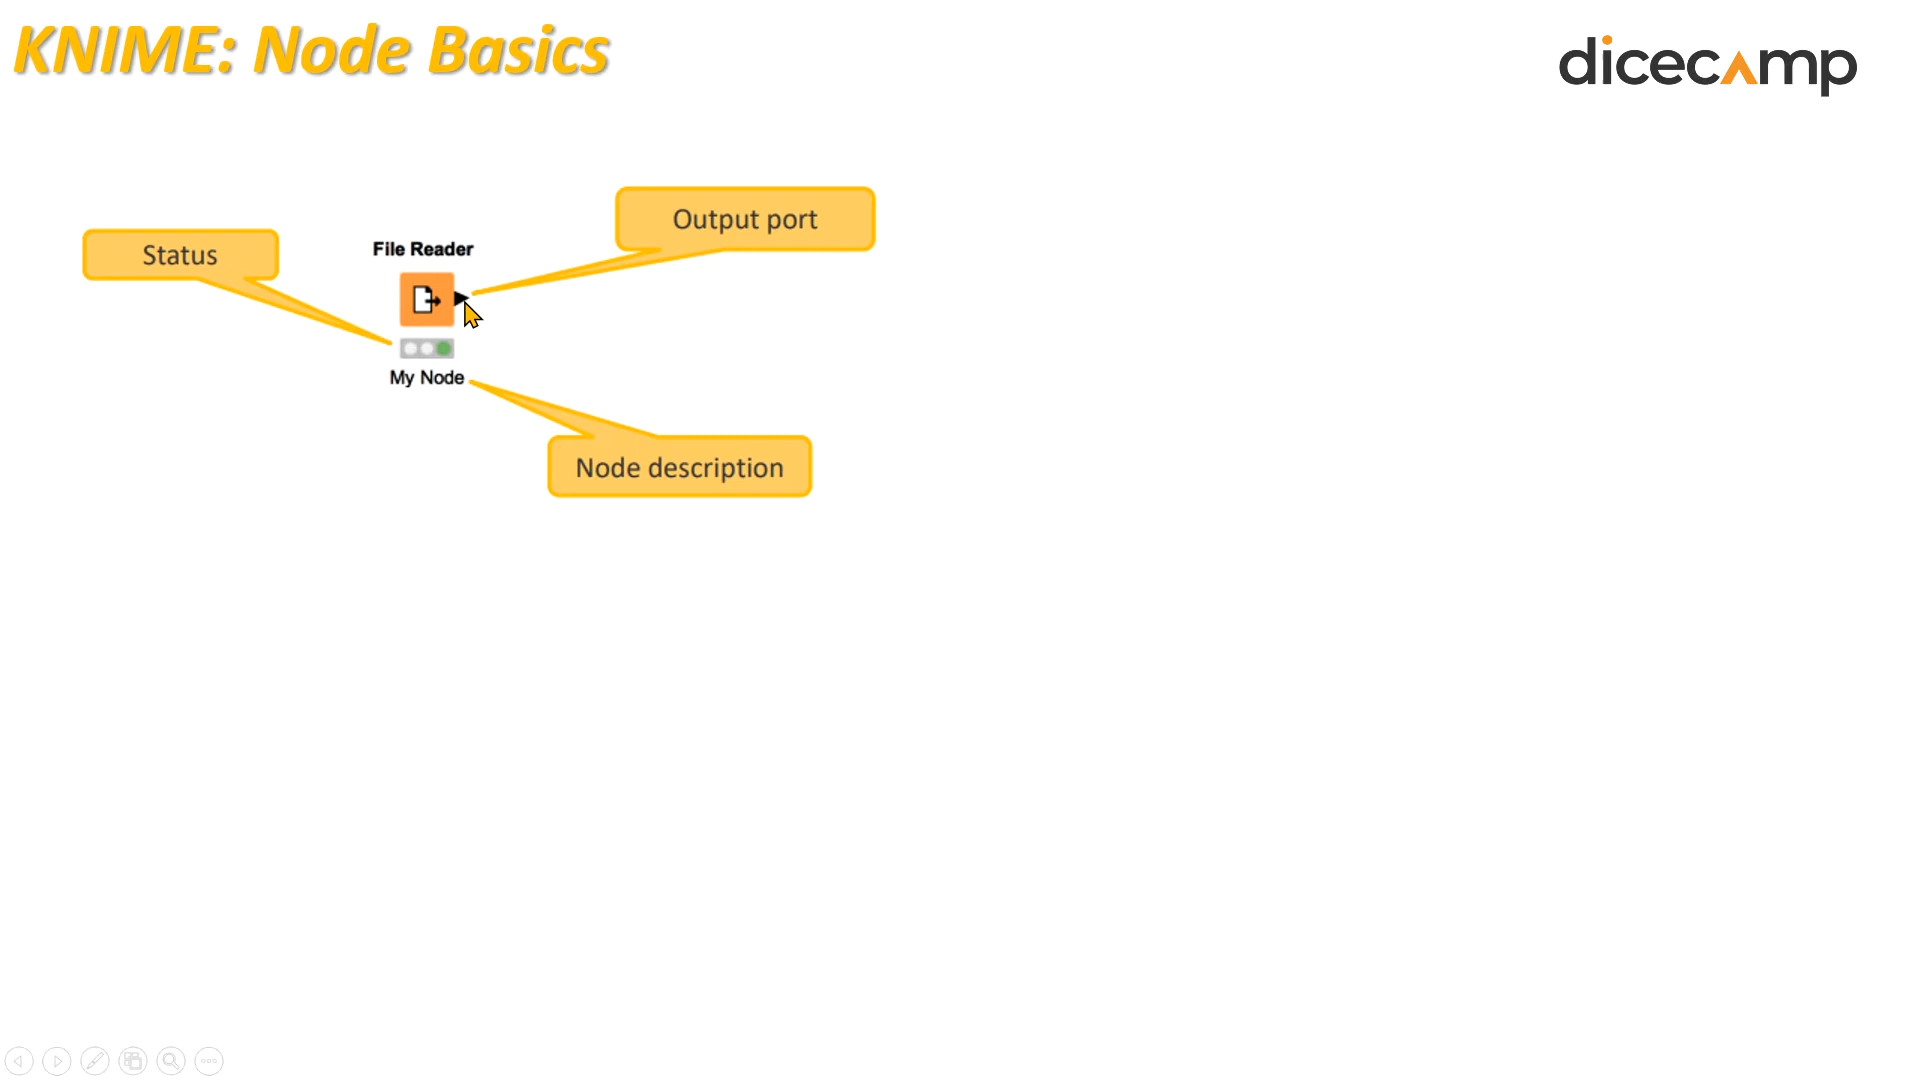 KNIME: Node Basics
dicecamp
Output port
Status
File Reader
My Node
Node description